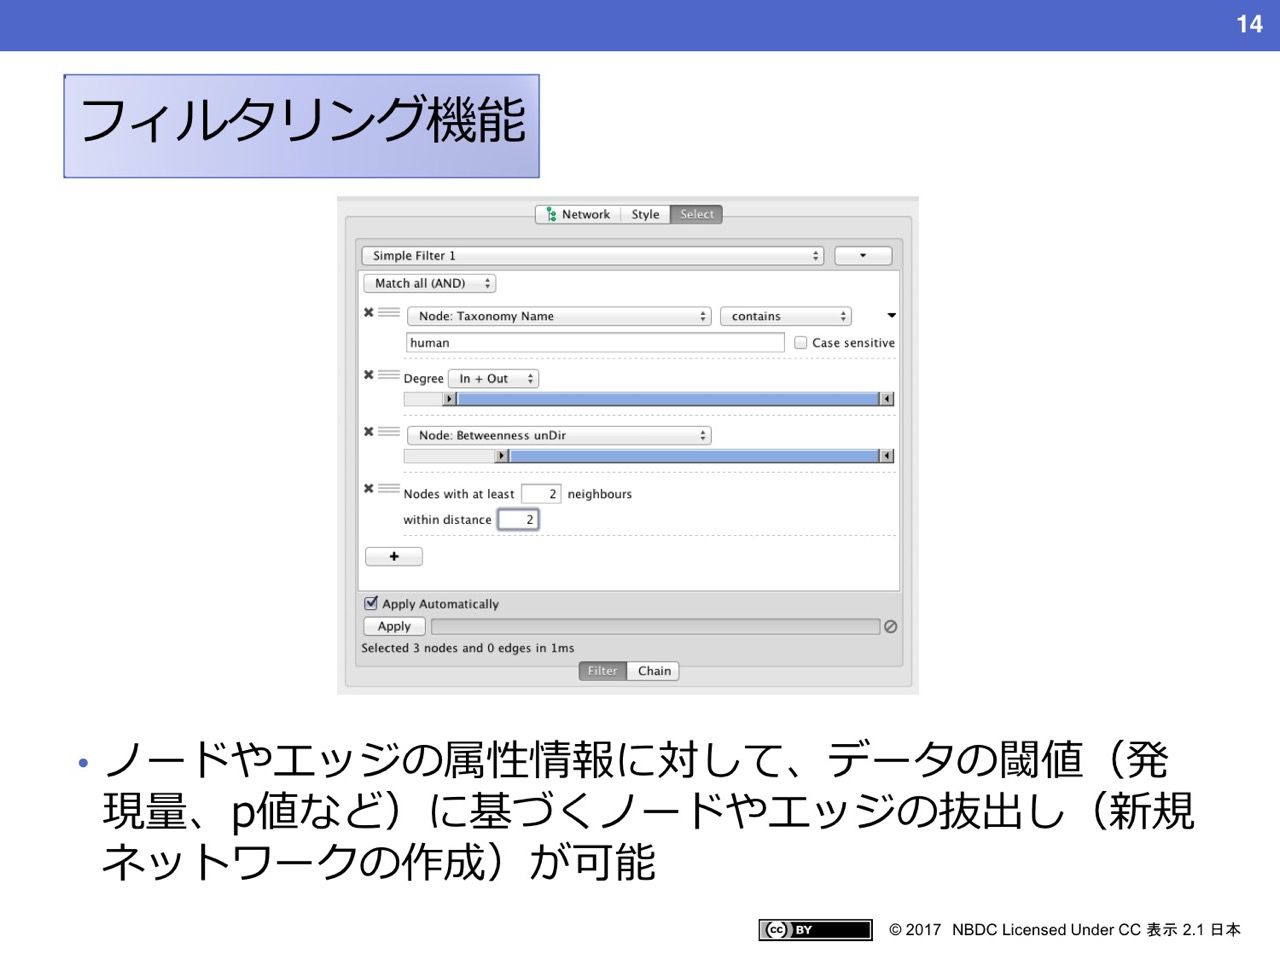 14
フィルタリング機能
Network Style Select
Simple Filter 1
Match all (AND)
Node: Taxonomy Name contains
human Case sensitive
Degree In + Out
Node: Betweenness unDir
Nodes with at least 2 neighbours
within distance 2
+
Apply Automatically
Apply
Selected 3 nodes and 0 edges in 1ms
Filter Chain
• ノードやエッジの属性情報に対して、データの閾値（発
現量、p値など）に基づくノードやエッジの抜出し（新規
ネットワークの作成）が可能
cc BY © 2017 NBDC Licensed Under CC 表示 2.1 日本